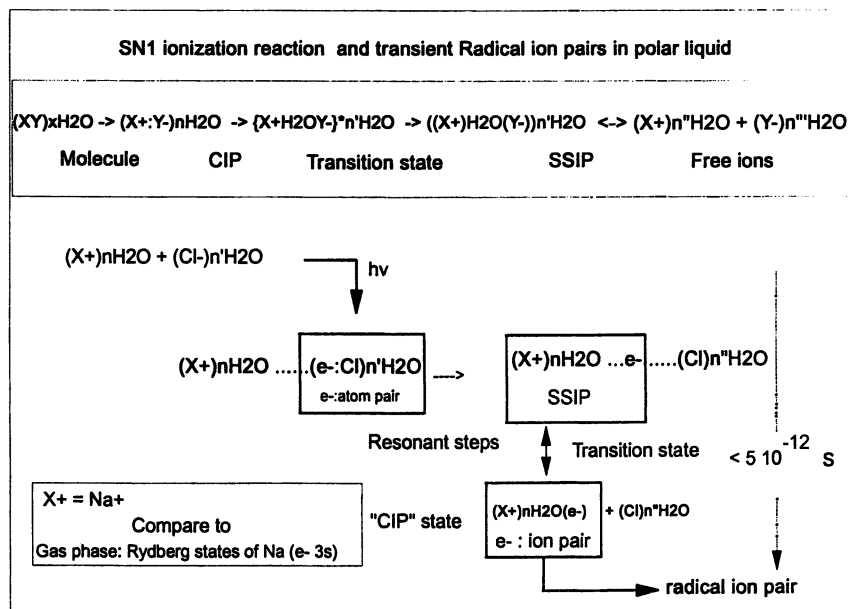 SN1 ionization reaction and transient Radical ion pairs in polar liquid
(XY)xH2O -> (X+:Y-)nH2O -> {X+H2OY-}*n'H2O -> ((X+)H2O(Y-))n'H2O <-> (X+)n"H2O + (Y-)n'"H2O
Molecule CIP Transition state SSIP Free ions
(X+)nH2O + (Cl-)n'H2O
hv
(X+)nH2O ......(e-:Cl)n'H2O ----> (X+)nH2O ...e- .....(Cl)n"H2O
e-:atom pair SSIP
Resonant steps Transition state < 5 10-12 S
X+ = Na+
Compare to
Gas phase: Rydberg states of Na (e- 3s)
"CIP" state (X+)nH2O(e-) + (Cl)n"H2O
e- : ion pair
radical ion pair